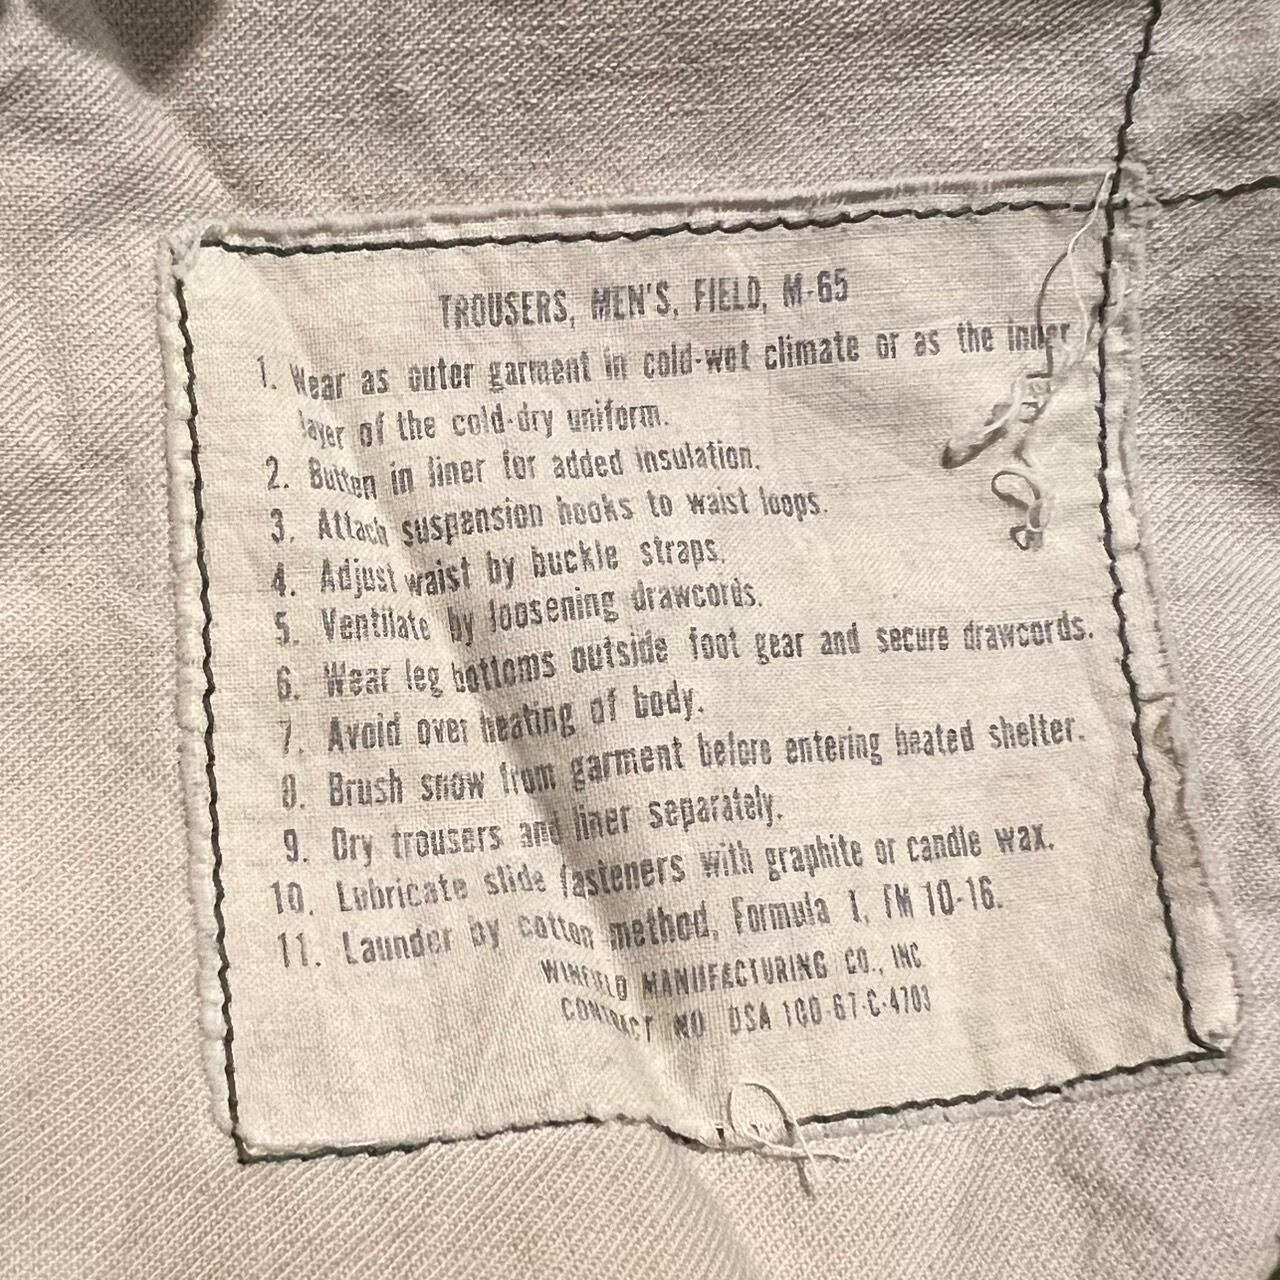 TROUSERS, MEN'S, FIELD, M-65
1. Wear as outer garment in cold-wet climate or as the inner
layer of the cold-dry uniform.
2. Button in liner for added insulation.
3. Attach suspension hooks to waist loops.
4. Adjust waist by buckle straps.
5. Ventilate by loosening drawcords.
6. Wear leg bottoms outside foot gear and secure drawcords.
7. Avoid over heating of body.
8. Brush snow from garment before entering heated shelter.
9. Dry trousers and liner separately.
10. Lubricate slide fasteners with graphite or candle wax.
11. Launder by cotton method, Formula I, FM 10-16.
WINFIELD MANUFACTURING CO., INC.
CONTRACT NO DSA 100-67-C-4703